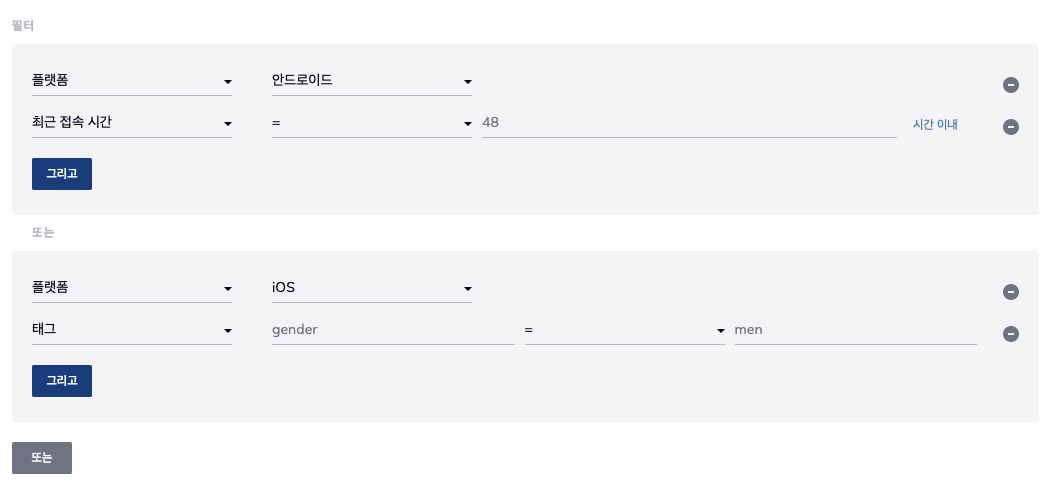 필터
플랫폼 안드로이드
최근 접속 시간 = 48 시간 이내
그리고
또는
플랫폼 iOS
태그 gender = men
그리고
또는